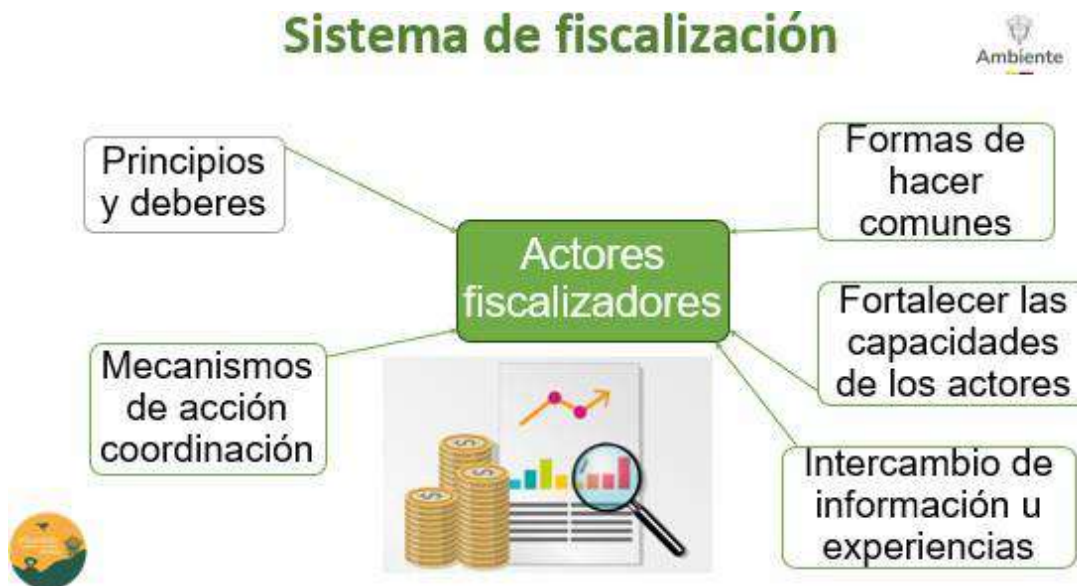 Sistema de fiscalización
Ambiente
Principios
y deberes
Formas de
hacer
comunes
Actores
fiscalizadores
Fortalecer las
capacidades
de los actores
Mecanismos
de acción
coordinación
Intercambio de
información u
experiencias